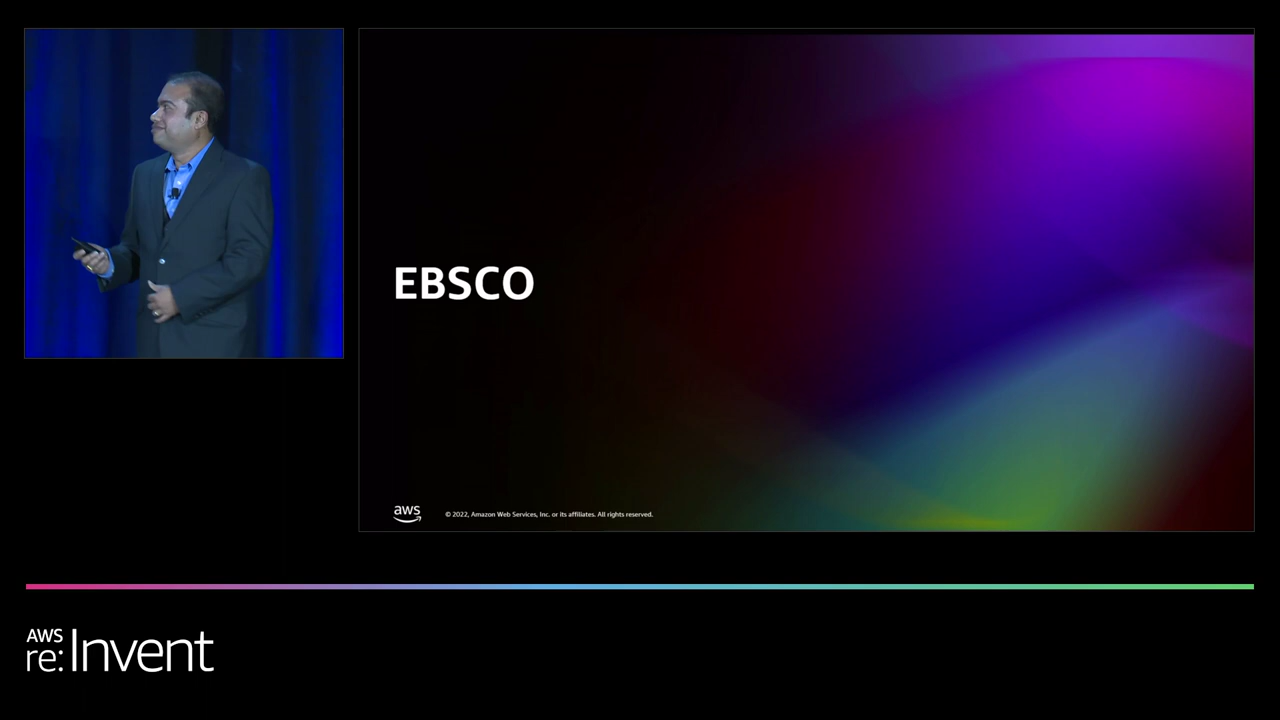 EBSCO
aws
© 2022, Amazon Web Services, Inc. or its affiliates. All rights reserved.
AWS
re:Invent